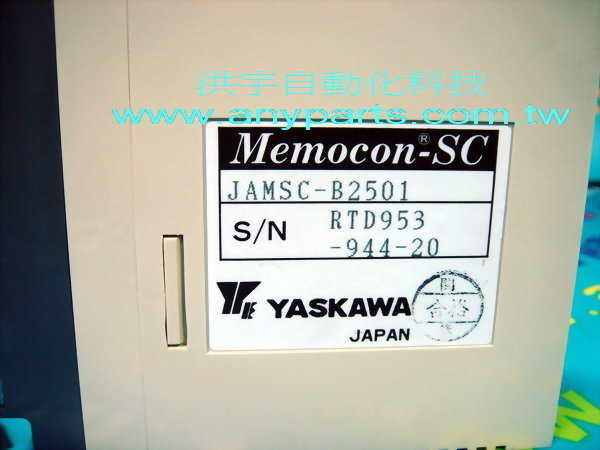 洪宇自動化科技
www.anyparts.com.tw
Memocon®-SC
JAMSC-B2501
S/N RTD953
-944-20
YASKAWA
JAPAN
合格